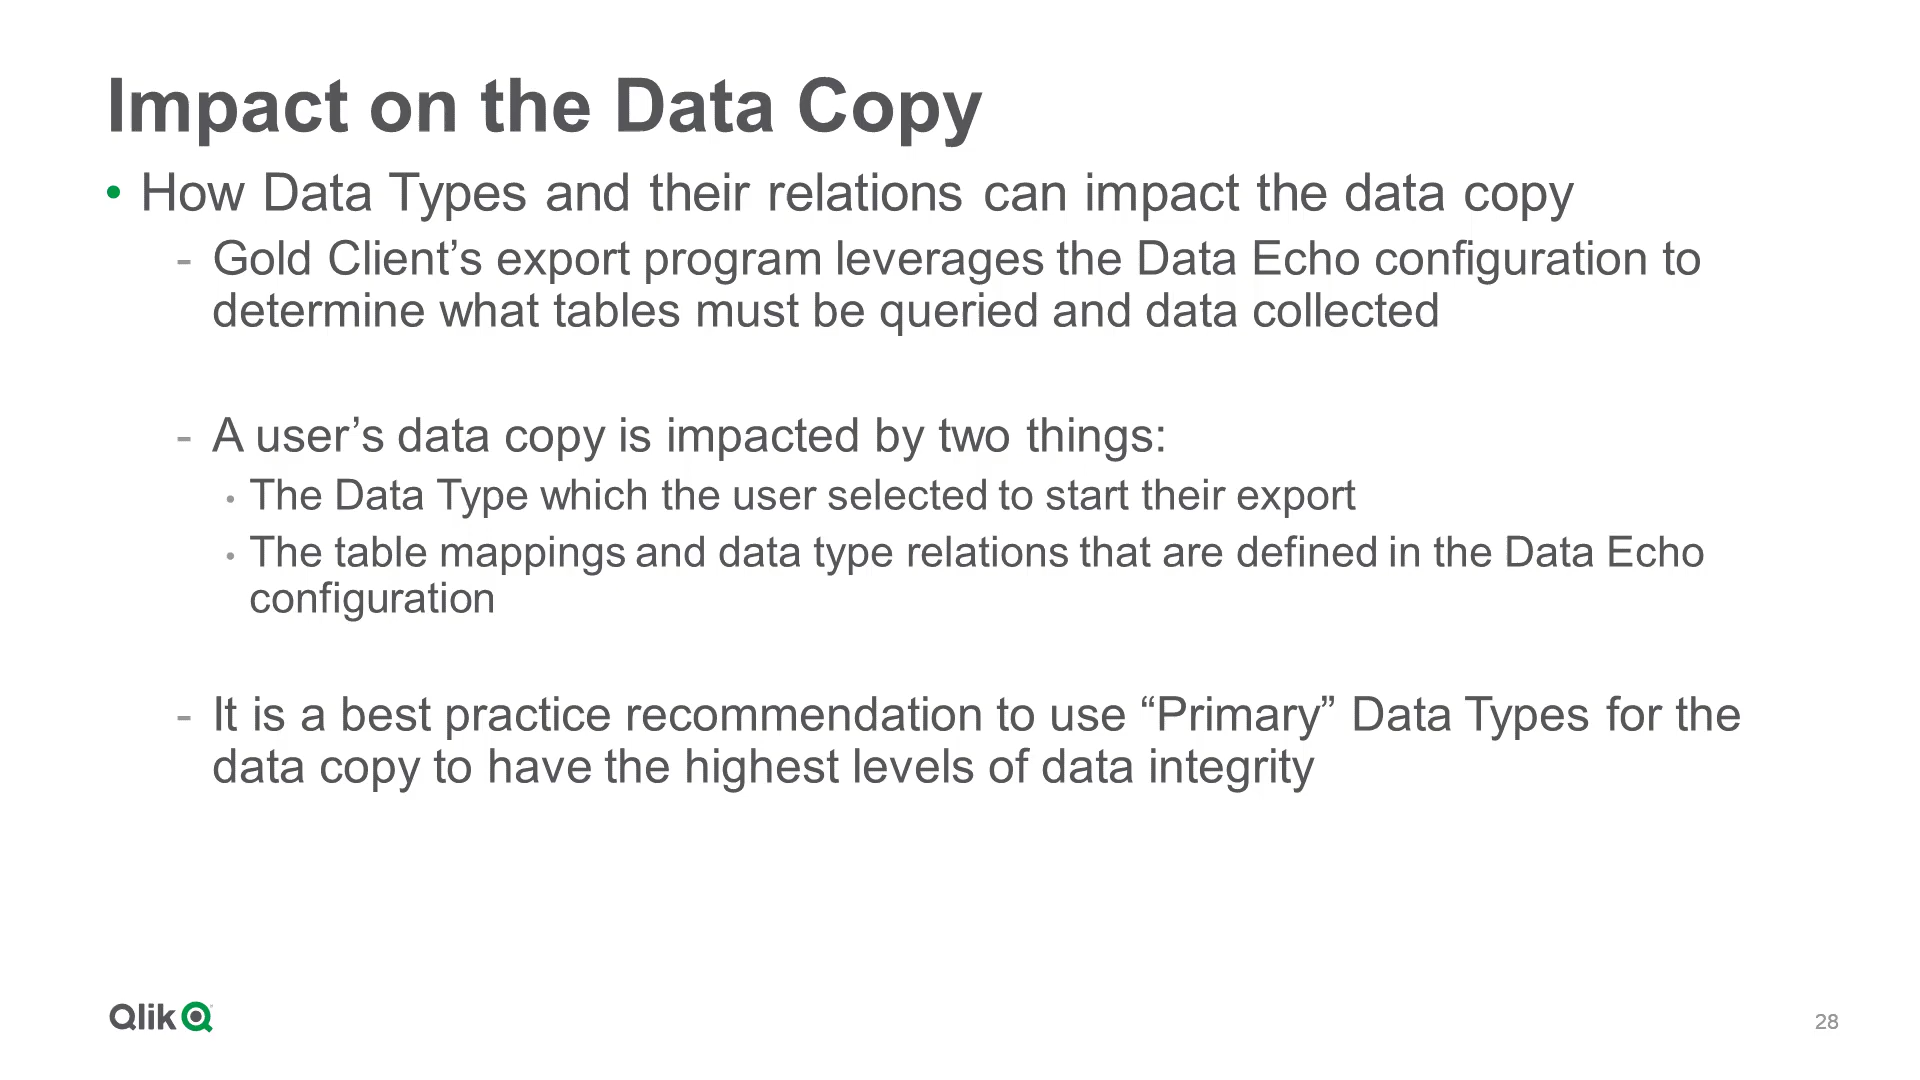 Impact on the Data Copy
• How Data Types and their relations can impact the data copy
- Gold Client’s export program leverages the Data Echo configuration to
determine what tables must be queried and data collected
- A user’s data copy is impacted by two things:
• The Data Type which the user selected to start their export
• The table mappings and data type relations that are defined in the Data Echo
configuration
- It is a best practice recommendation to use “Primary” Data Types for the
data copy to have the highest levels of data integrity
Qlik
28